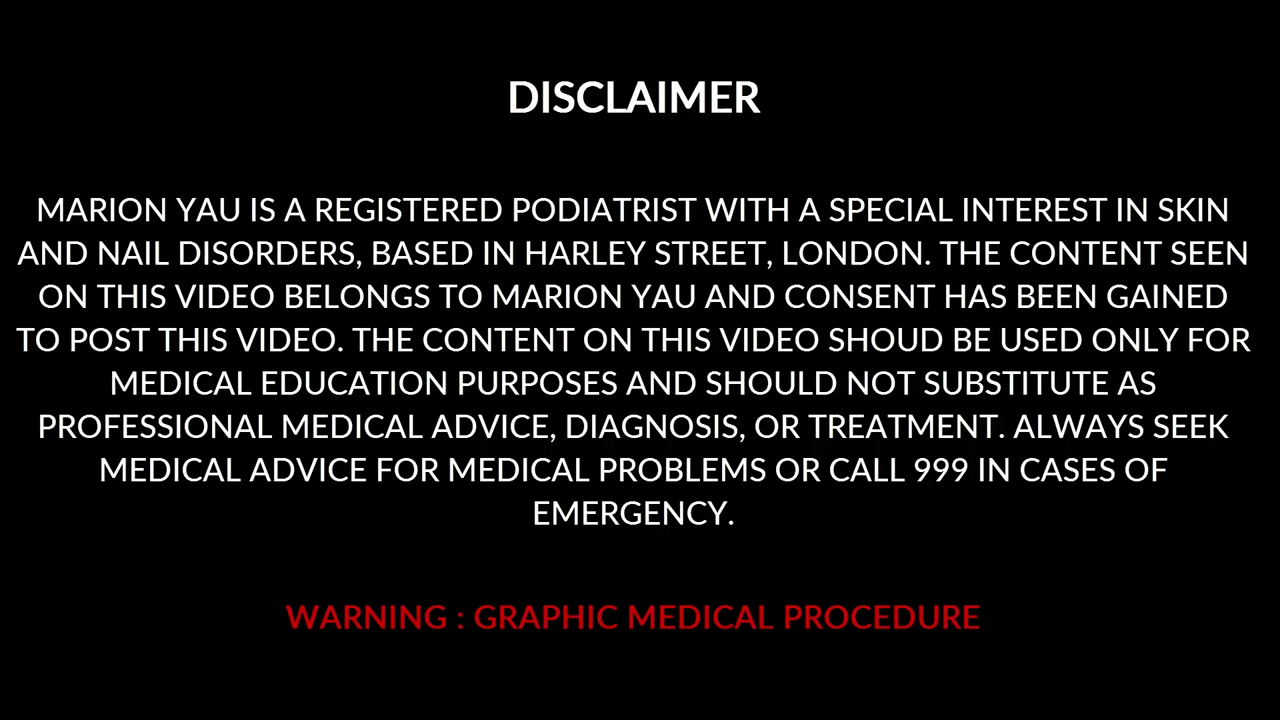 DISCLAIMER
MARION YAU IS A REGISTERED PODIATRIST WITH A SPECIAL INTEREST IN SKIN
AND NAIL DISORDERS, BASED IN HARLEY STREET, LONDON. THE CONTENT SEEN
ON THIS VIDEO BELONGS TO MARION YAU AND CONSENT HAS BEEN GAINED
TO POST THIS VIDEO. THE CONTENT ON THIS VIDEO SHOUD BE USED ONLY FOR
MEDICAL EDUCATION PURPOSES AND SHOULD NOT SUBSTITUTE AS
PROFESSIONAL MEDICAL ADVICE, DIAGNOSIS, OR TREATMENT. ALWAYS SEEK
MEDICAL ADVICE FOR MEDICAL PROBLEMS OR CALL 999 IN CASES OF
EMERGENCY.
WARNING : GRAPHIC MEDICAL PROCEDURE